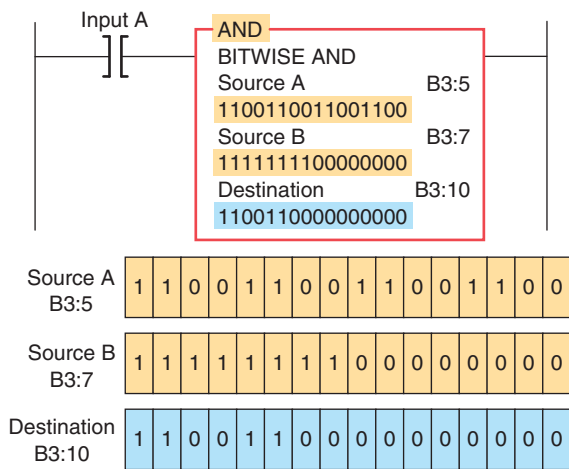 Input A
AND
BITWISE AND
Source A B3:5
1100110011001100
Source B B3:7
1111111100000000
Destination B3:10
1100110000000000
Source A
B3:5
1 1 0 0 1 1 0 0 1 1 0 0 1 1 0 0
Source B
B3:7
1 1 1 1 1 1 1 1 0 0 0 0 0 0 0 0
Destination
B3:10
1 1 0 0 1 1 0 0 0 0 0 0 0 0 0 0